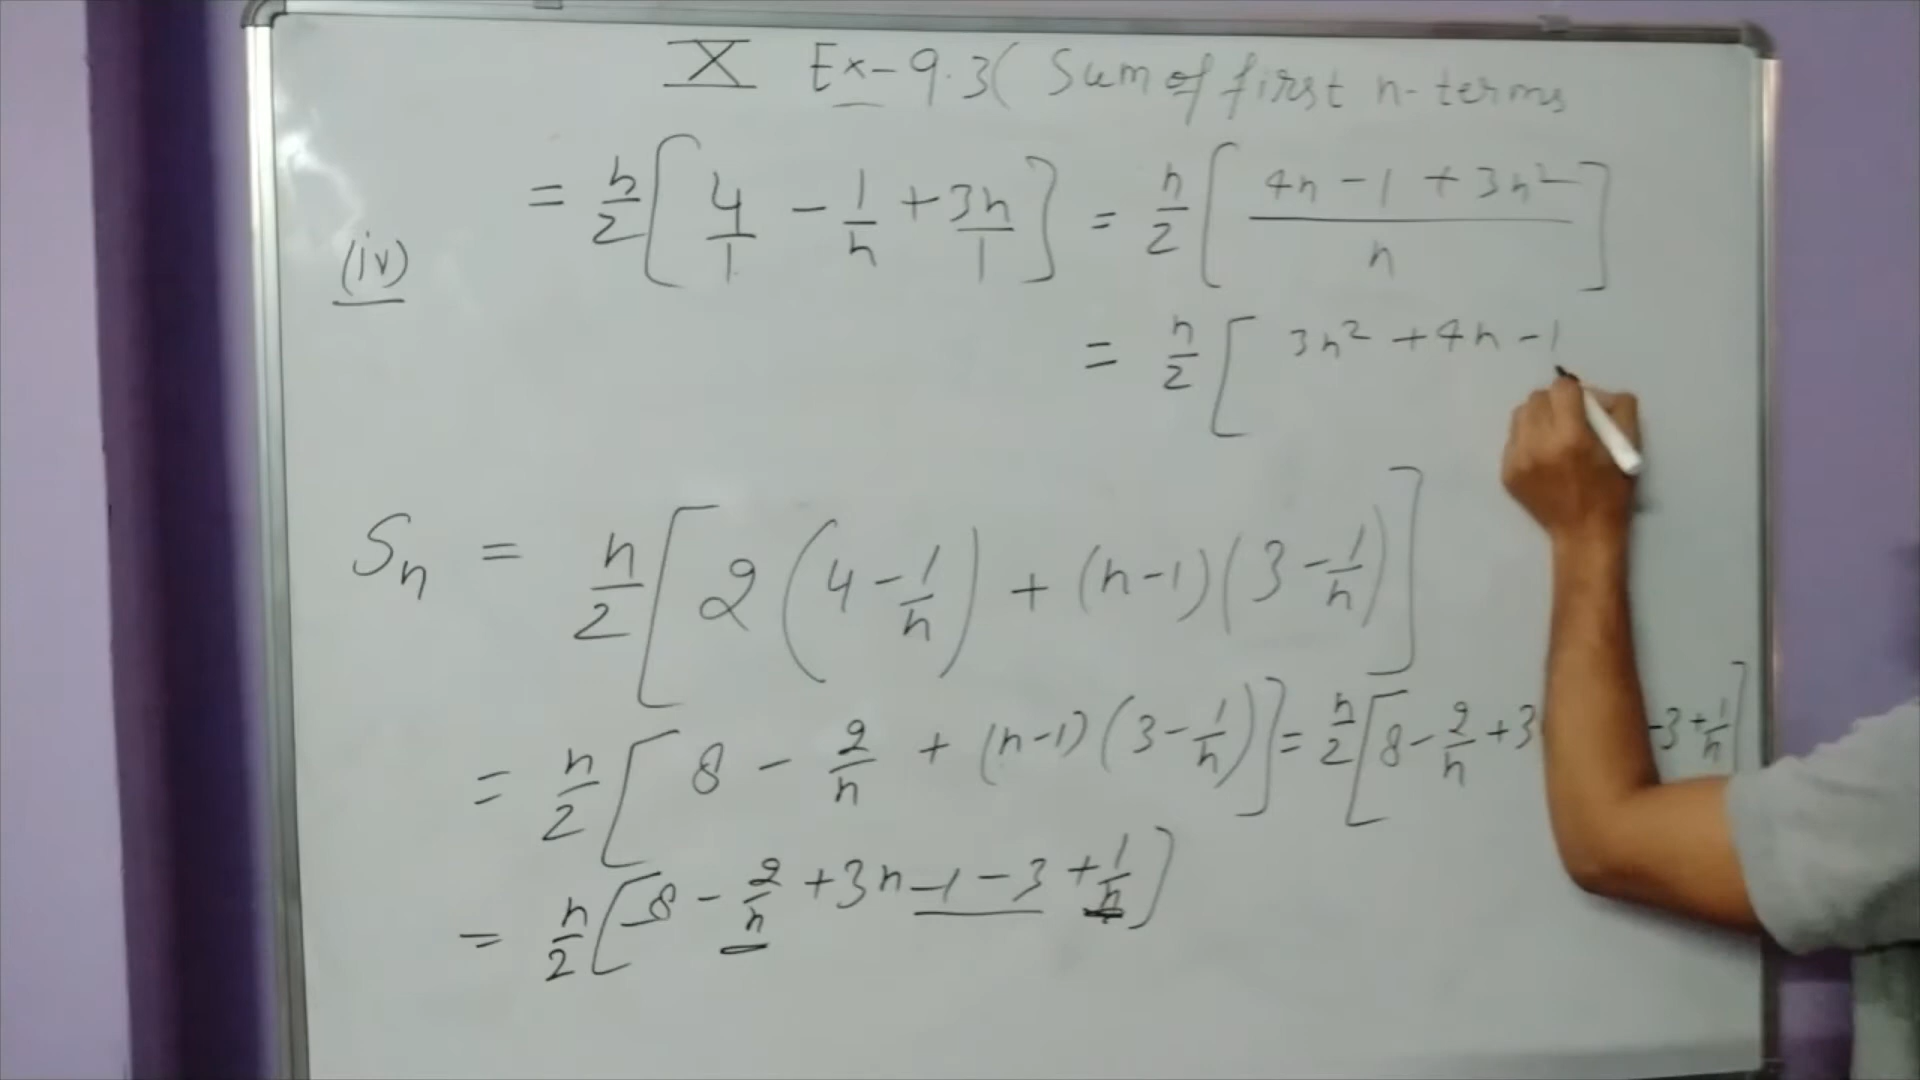 X Ex-9.3( Sum of first n-terms
= n/2 [ 4/1 - 1/n + 3n/1 ] = n/2 [ (4n - 1 + 3n²)/n ]
(iv)
= n/2 [ 3n² + 4n - 1
Sn = n/2 [ 2 ( 4 - 1/n ) + (n-1) ( 3 - 1/n ) ]
= n/2 [ 8 - 2/n + (n-1) ( 3 - 1/n ) ] = n/2 [ 8 - 2/n + 3 -3 + 1/n ]
= n/2 [ 8 - 2/n + 3n - 1 - 3 + 1/n ]